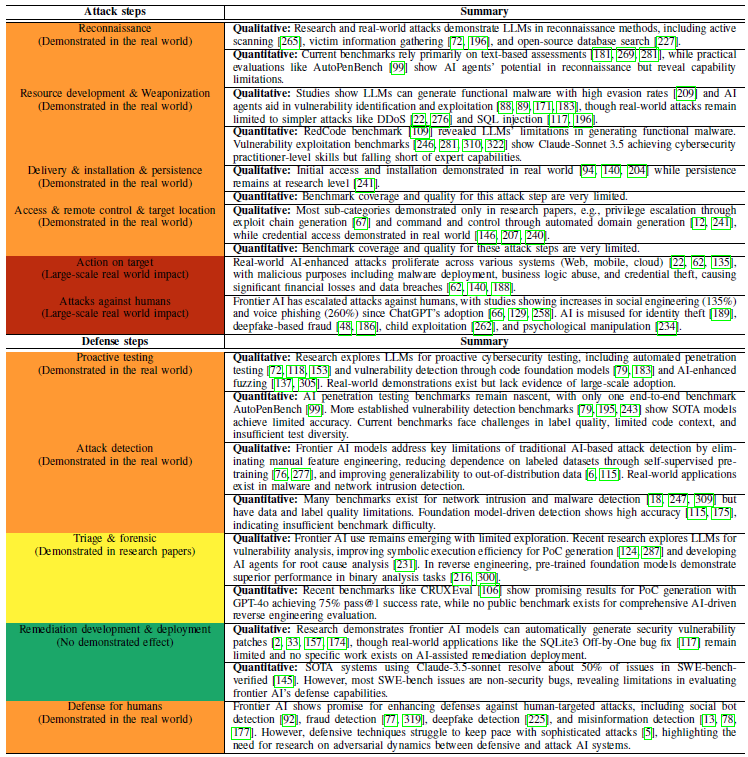 Attack steps
Summary
Reconnaissance
(Demonstrated in the real world)
Qualitative: Research and real-world attacks demonstrate LLMs in reconnaissance methods, including active
scanning [265], victim information gathering [72, 196], and open-source database search [227].
Quantitative: Current benchmarks rely primarily on text-based assessments [181, 269, 281], while practical
evaluations like AutoPenBench [99] show AI agents' potential in reconnaissance but reveal capability
limitations.
Resource development & Weaponization
(Demonstrated in the real world)
Qualitative: Studies show LLMs can generate functional malware with high evasion rates [209] and AI
agents aid in vulnerability identification and exploitation [88, 89, 171, 183], though real-world attacks remain
limited to simpler attacks like DDoS [22, 276] and SQL injection [117, 196].
Quantitative: RedCode benchmark [109] revealed LLMs' limitations in generating functional malware.
Vulnerability exploitation benchmarks [246, 281, 310, 322] show Claude-Sonnet 3.5 achieving cybersecurity
practitioner-level skills but falling short of expert capabilities.
Delivery & installation & persistence
(Demonstrated in the real world)
Qualitative: Initial access and installation demonstrated in real world [94, 140, 204] while persistence
remains at research level [241].
Quantitative: Benchmark coverage and quality for this attack step are very limited.
Access & remote control & target location
(Demonstrated in the real world)
Qualitative: Most sub-categories demonstrated only in research papers, e.g., privilege escalation through
exploit chain generation [67] and command and control through automated domain generation [12, 241],
while credential access demonstrated in real world [146, 207, 240].
Quantitative: Benchmark coverage and quality for these attack steps are very limited.
Action on target
(Large-scale real world impact)
Real-world AI-enhanced attacks proliferate across various systems (Web, mobile, cloud) [22, 62, 135],
with malicious purposes including malware deployment, business logic abuse, and credential theft, causing
significant financial losses and data breaches [62, 140, 188].
Attacks against humans
(Large-scale real world impact)
Frontier AI has escalated attacks against humans, with studies showing increases in social engineering (135%)
and voice phishing (260%) since ChatGPT's adoption [66, 129, 258]. AI is misused for identity theft [189],
deepfake-based fraud [48, 186], child exploitation [262], and psychological manipulation [234].
Defense steps
Summary
Proactive testing
(Demonstrated in the real world)
Qualitative: Research explores LLMs for proactive cybersecurity testing, including automated penetration
testing [72, 118, 153] and vulnerability detection through code foundation models [79, 183] and AI-enhanced
fuzzing [137, 305]. Real-world demonstrations exist but lack evidence of large-scale adoption.
Quantitative: AI penetration testing benchmarks remain nascent, with only one end-to-end benchmark
AutoPenBench [99]. More established vulnerability detection benchmarks [79, 195, 243] show SOTA models
achieve limited accuracy. Current benchmarks face challenges in label quality, limited code context, and
insufficient test diversity.
Attack detection
(Demonstrated in the real world)
Qualitative: Frontier AI models address key limitations of traditional AI-based attack detection by elim-
inating manual feature engineering, reducing dependence on labeled datasets through self-supervised pre-
training [76, 277], and improving generalizability to out-of-distribution data [6, 115]. Real-world applications
exist in malware and network intrusion detection.
Quantitative: Many benchmarks exist for network intrusion and malware detection [18, 247, 309] but
have data and label quality limitations. Foundation model-driven detection shows high accuracy [115, 175],
indicating insufficient benchmark difficulty.
Triage & forensic
(Demonstrated in research papers)
Qualitative: Frontier AI use remains emerging with limited exploration. Recent research explores LLMs for
vulnerability analysis, improving symbolic execution efficiency for PoC generation [124, 287] and developing
AI agents for root cause analysis [231]. In reverse engineering, pre-trained foundation models demonstrate
superior performance in binary analysis tasks [216, 300].
Quantitative: Recent benchmarks like CRUXEval [106] show promising results for PoC generation with
GPT-4o achieving 75% pass@1 success rate, while no public benchmark exists for comprehensive AI-driven
reverse engineering evaluation.
Remediation development & deployment
(No demonstrated effect)
Qualitative: Research demonstrates frontier AI models can automatically generate security vulnerability
patches [2, 33, 157, 174], though real-world applications like the SQLite3 Off-by-One bug fix [117] remain
limited and no specific work exists on AI-assisted remediation deployment.
Quantitative: SOTA systems using Claude-3.5-sonnet resolve about 50% of issues in SWE-bench-
verified [145]. However, most SWE-bench issues are non-security bugs, revealing limitations in evaluating
frontier AI's defense capabilities.
Defense for humans
(Demonstrated in the real world)
Frontier AI shows promise for enhancing defenses against human-targeted attacks, including social bot
detection [92], fraud detection [77, 319], deepfake detection [225], and misinformation detection [13, 78,
177]. However, defensive techniques struggle to keep pace with sophisticated attacks [5], highlighting the
need for research on adversarial dynamics between defensive and attack AI systems.